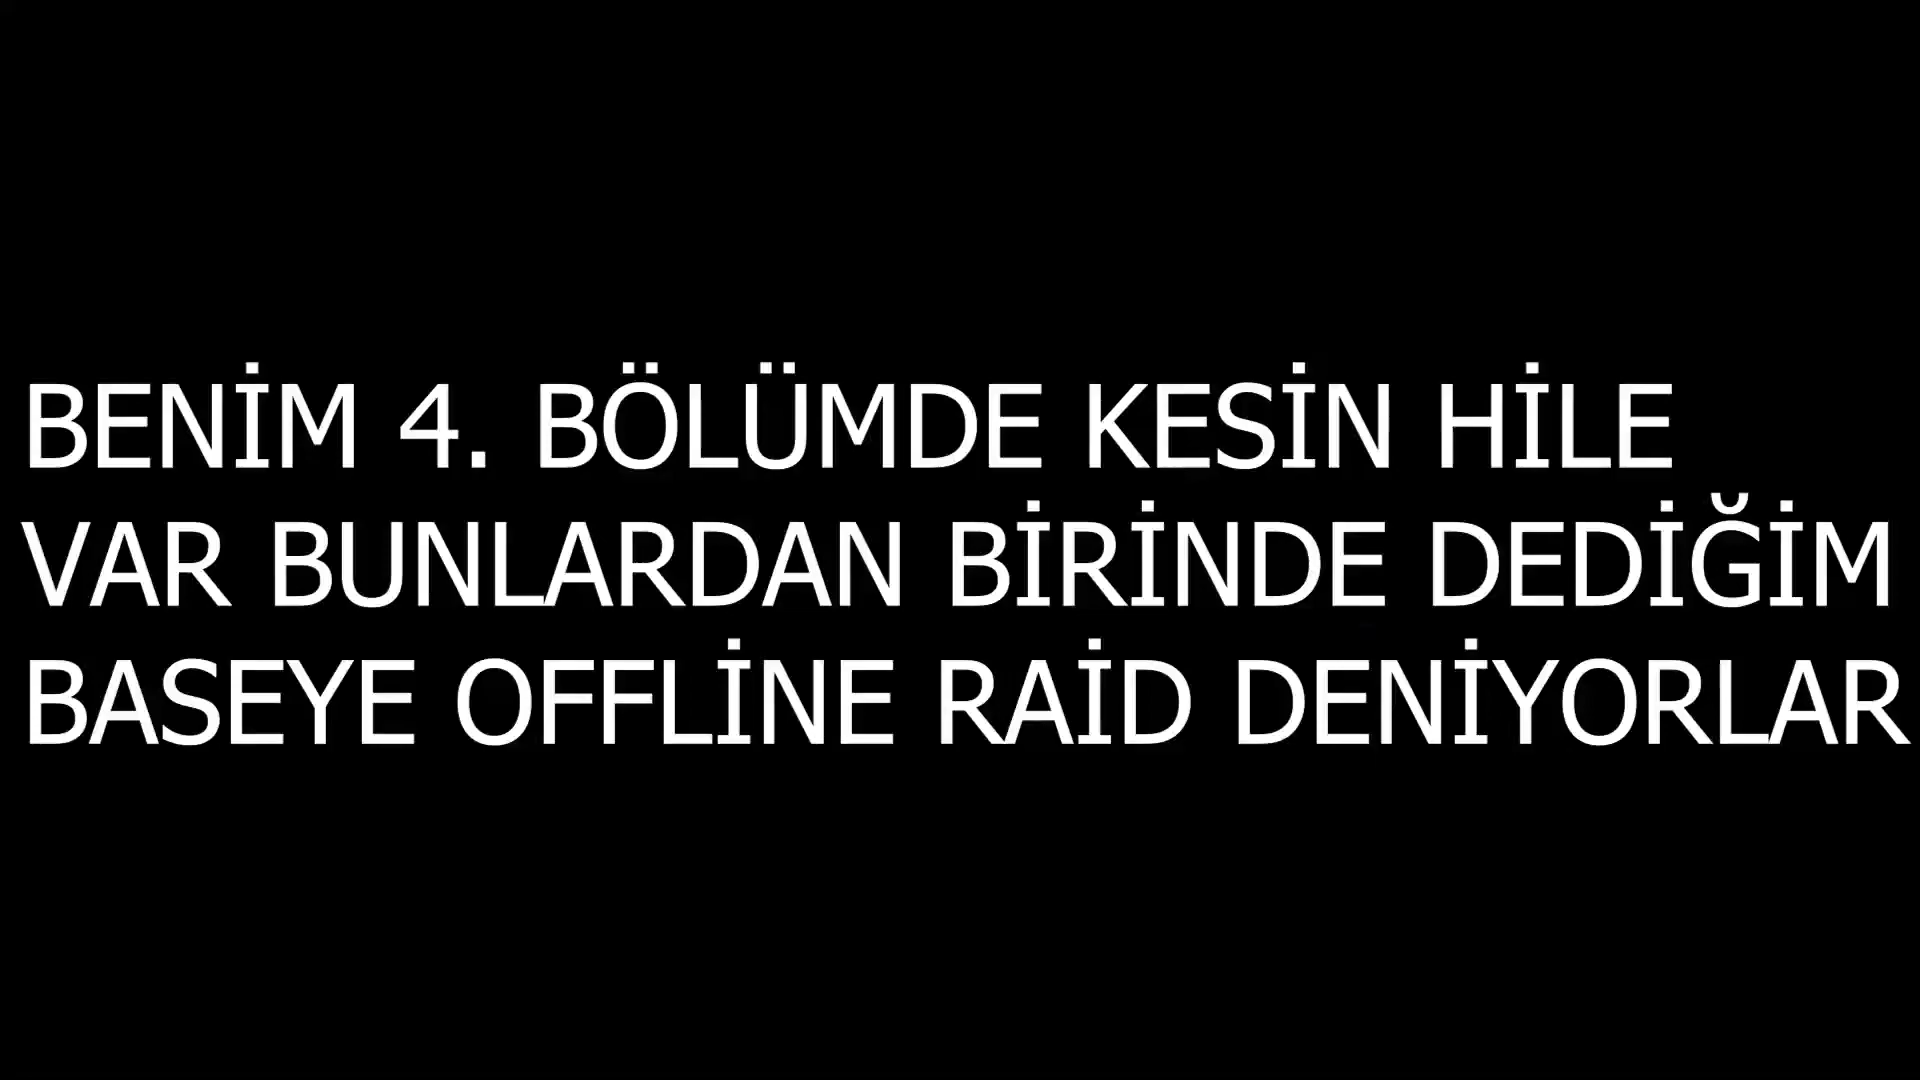 BENİM 4. BÖLÜMDE KESİN HİLE
VAR BUNLARDAN BİRİNDE DEDİĞİM
BASEYE OFFLİNE RAİD DENİYORLAR